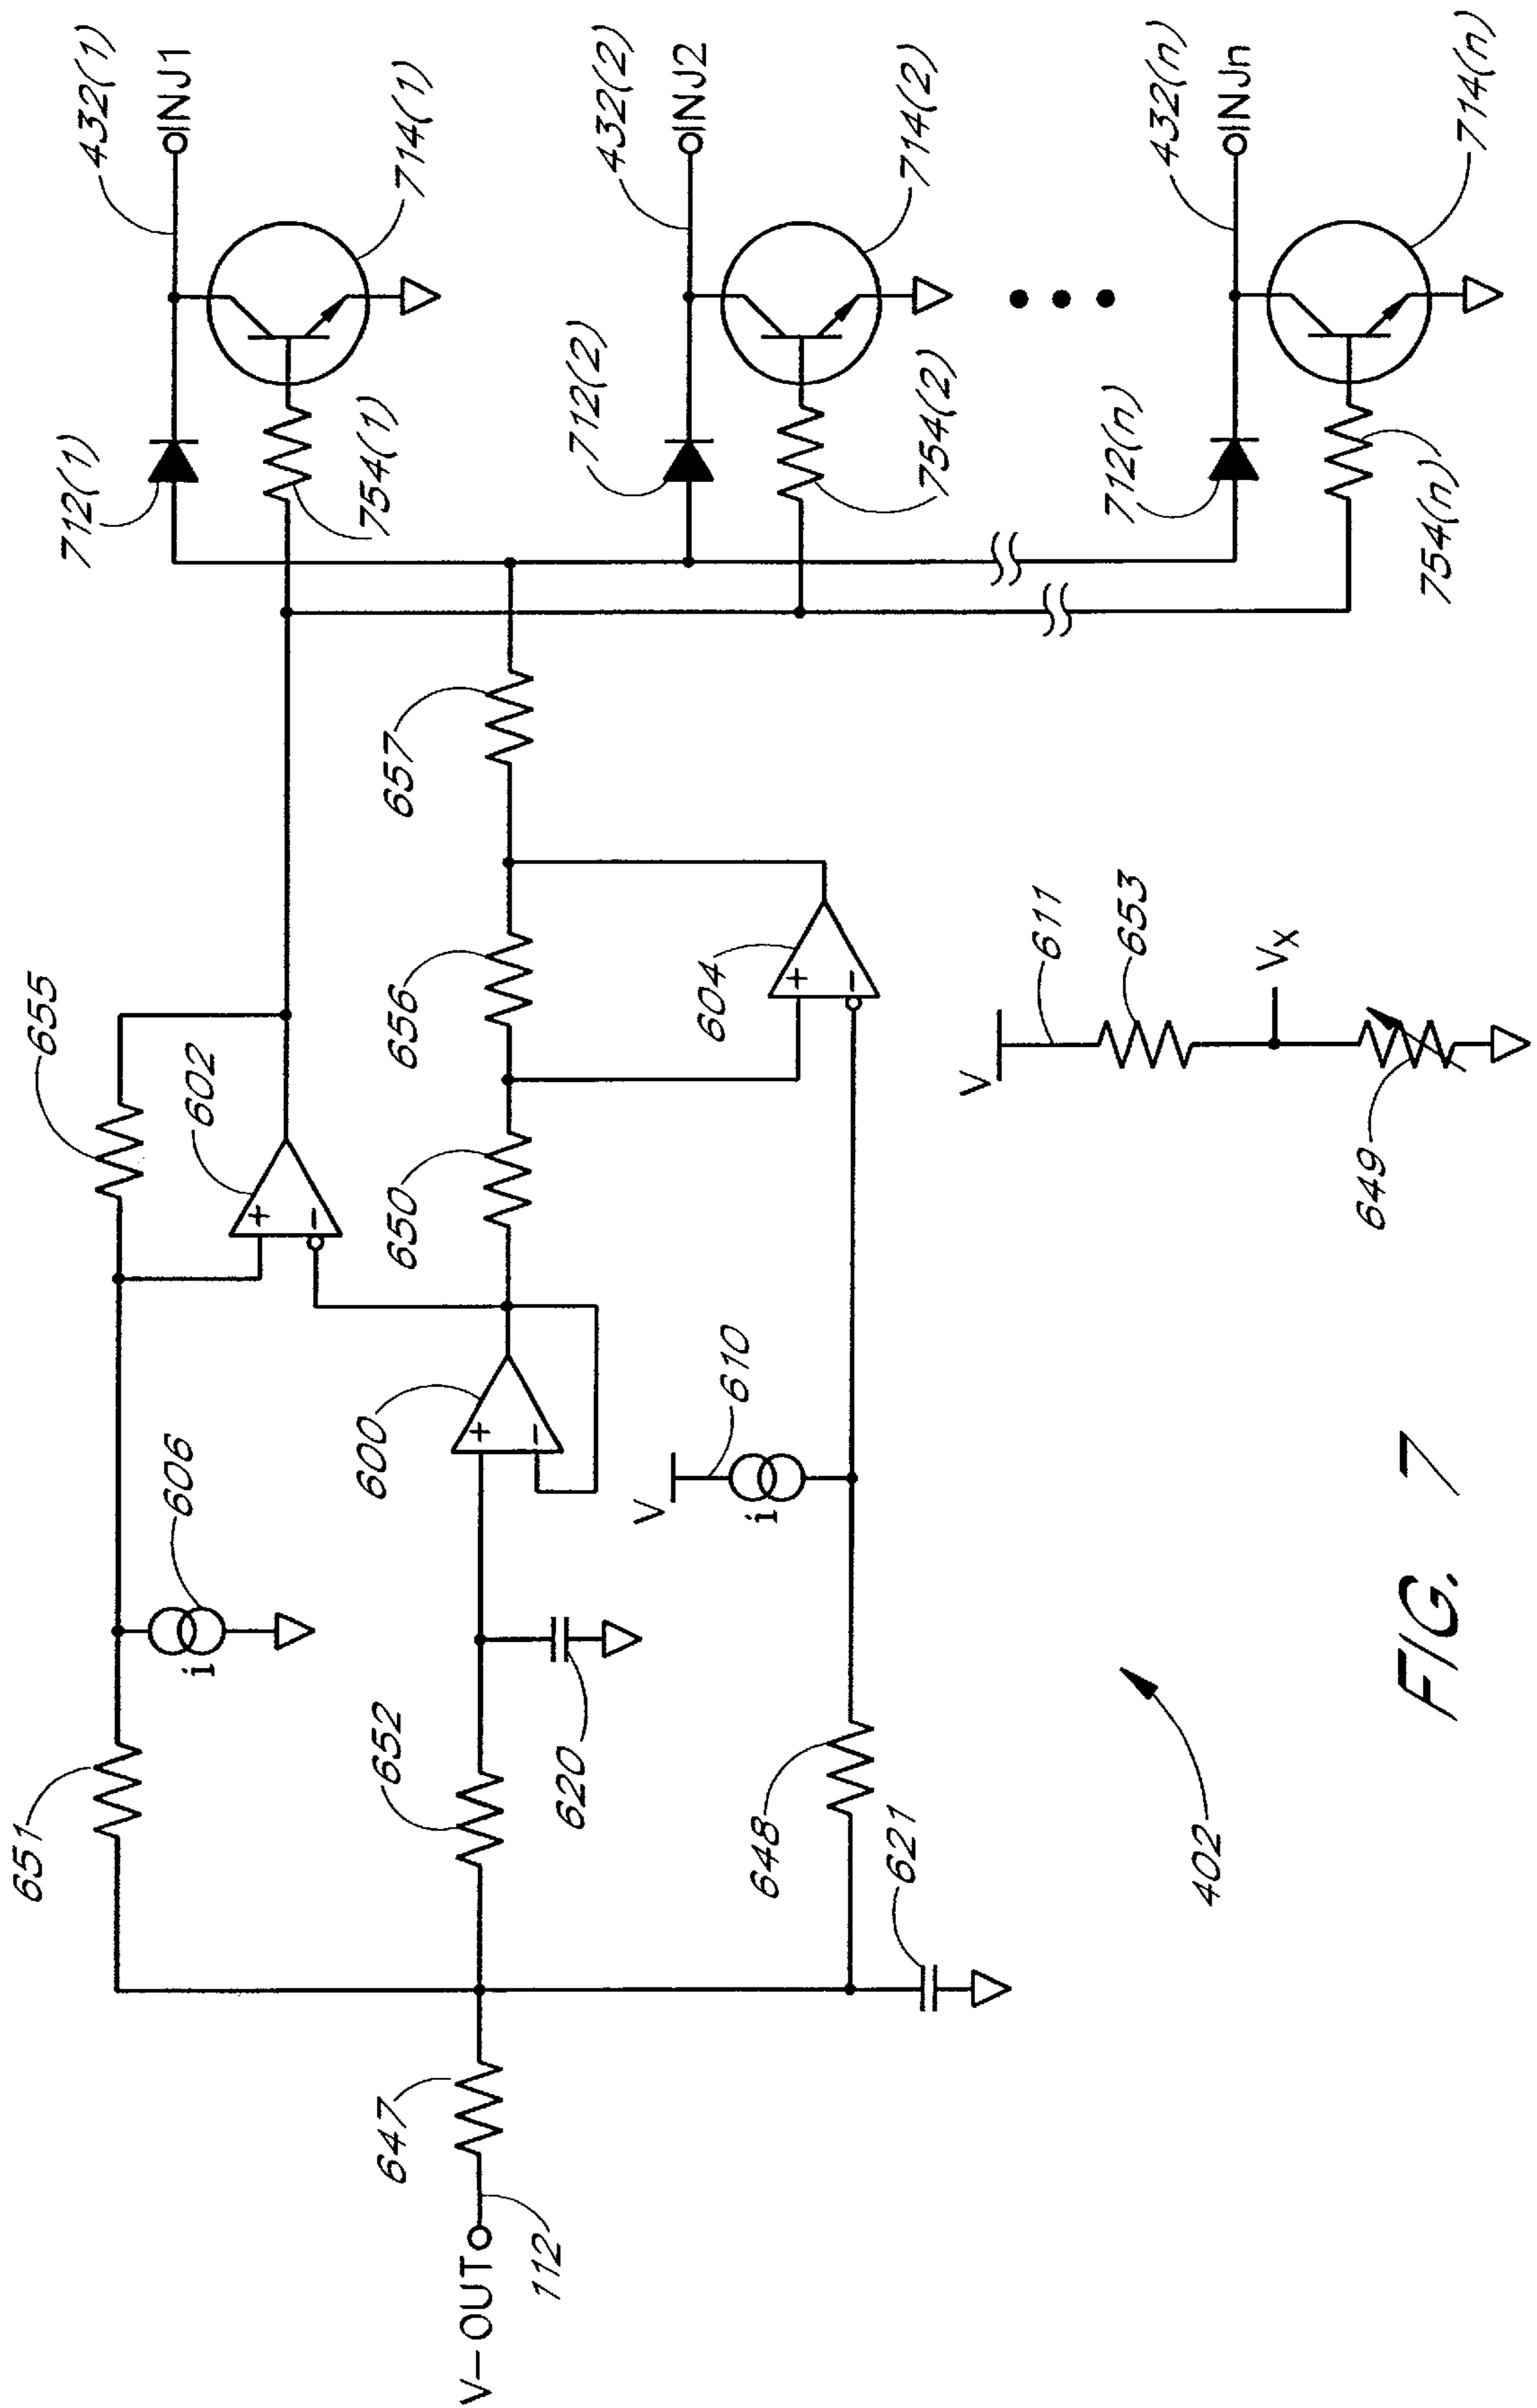 432(1)
INJ1
712(1)
714(1)
754(1)
432(2)
INJ2
712(2)
714(2)
754(2)
432(n)
INJn
712(n)
714(n)
754(n)
655
602
+
−
651
606
i
657
656
650
600
+
−
604
+
−
V
610
i
652
620
647
V-OUT
112
648
621
V
611
653
VX
649
402
FIG. 7